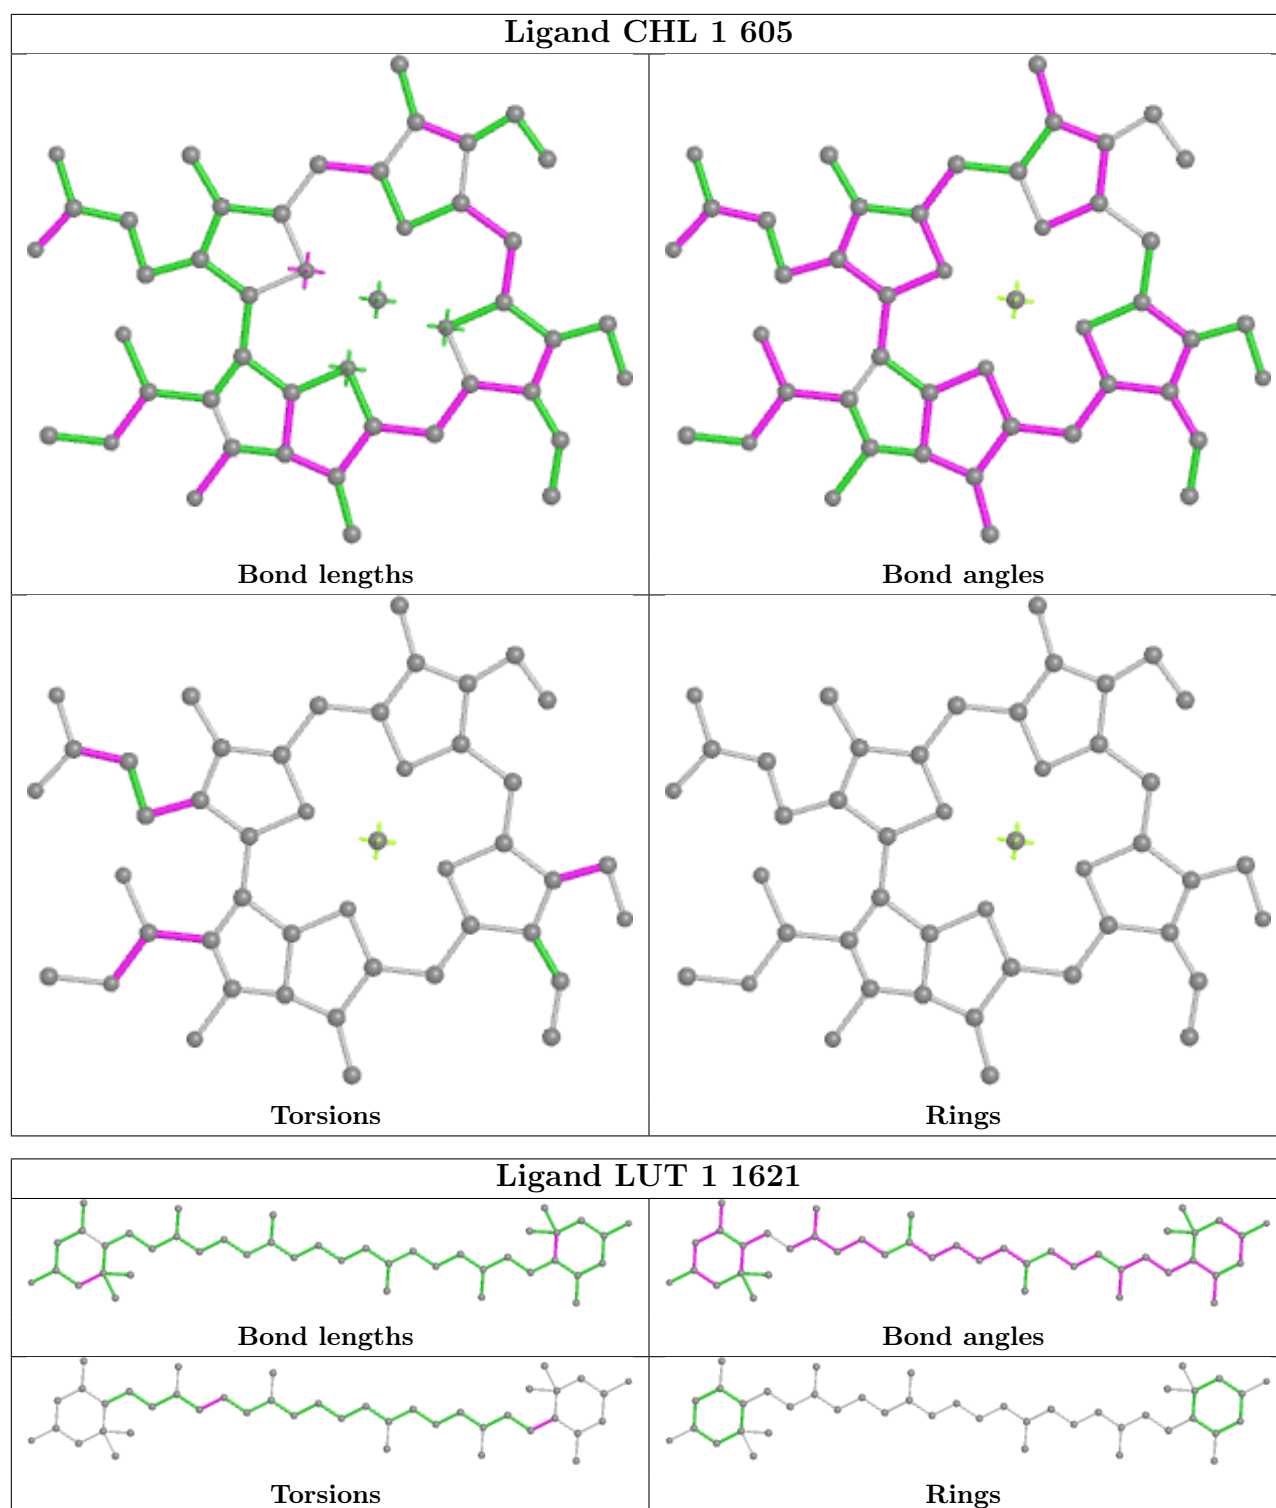 Ligand CHL 1 605
Bond lengths
Bond angles
Torsions
Rings
Ligand LUT 1 1621
Bond lengths
Bond angles
Torsions
Rings